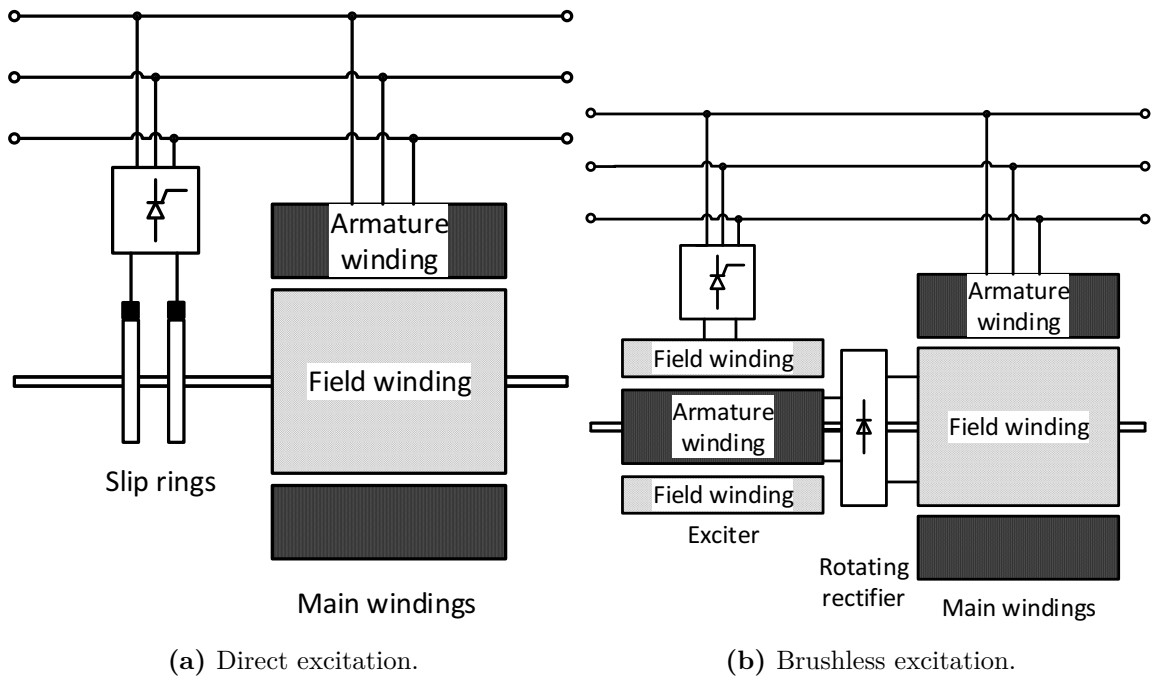 Armature
winding
Field winding
Slip rings
Main windings
(a) Direct excitation.
Armature
winding
Field winding
Armature
winding
Field winding
Field winding
Exciter
Rotating
rectifier
Main windings
(b) Brushless excitation.